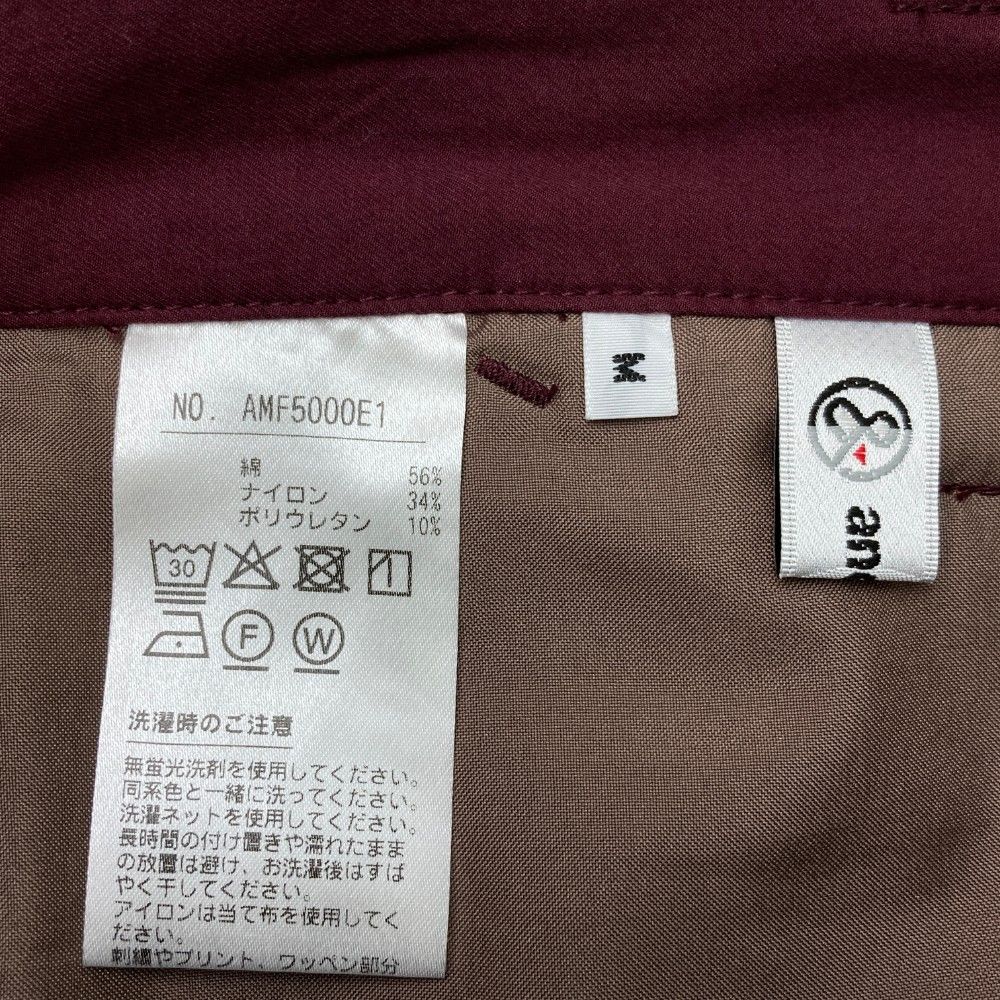 NO. AMF5000E1
綿 56%
ナイロン 34%
ポリウレタン 10%
30
F W
洗濯時のご注意
無蛍光洗剤を使用してください。
同系色と一緒に洗ってください。
洗濯ネットを使用してください。
長時間の付け置きや濡れたまま
の放置は避け、お洗濯後はすば
やく干してください。
アイロンは当て布を使用してく
ださい。
刺繍やプリント、ワッペン部分
M
an